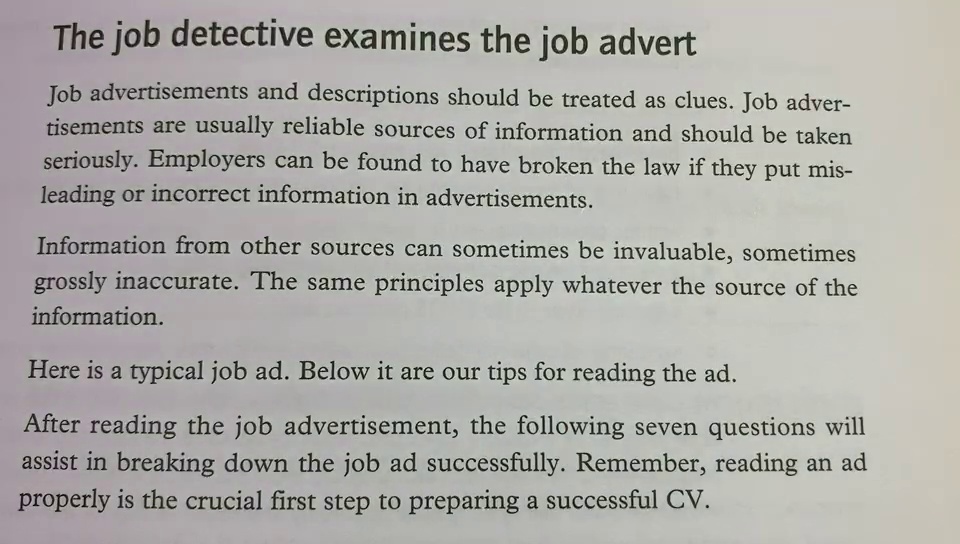 The job detective examines the job advert
Job advertisements and descriptions should be treated as clues. Job adver-
tisements are usually reliable sources of information and should be taken
seriously. Employers can be found to have broken the law if they put mis-
leading or incorrect information in advertisements.
Information from other sources can sometimes be invaluable, sometimes
grossly inaccurate. The same principles apply whatever the source of the
information.
Here is a typical job ad. Below it are our tips for reading the ad.
After reading the job advertisement, the following seven questions will
assist in breaking down the job ad successfully. Remember, reading an ad
properly is the crucial first step to preparing a successful CV.